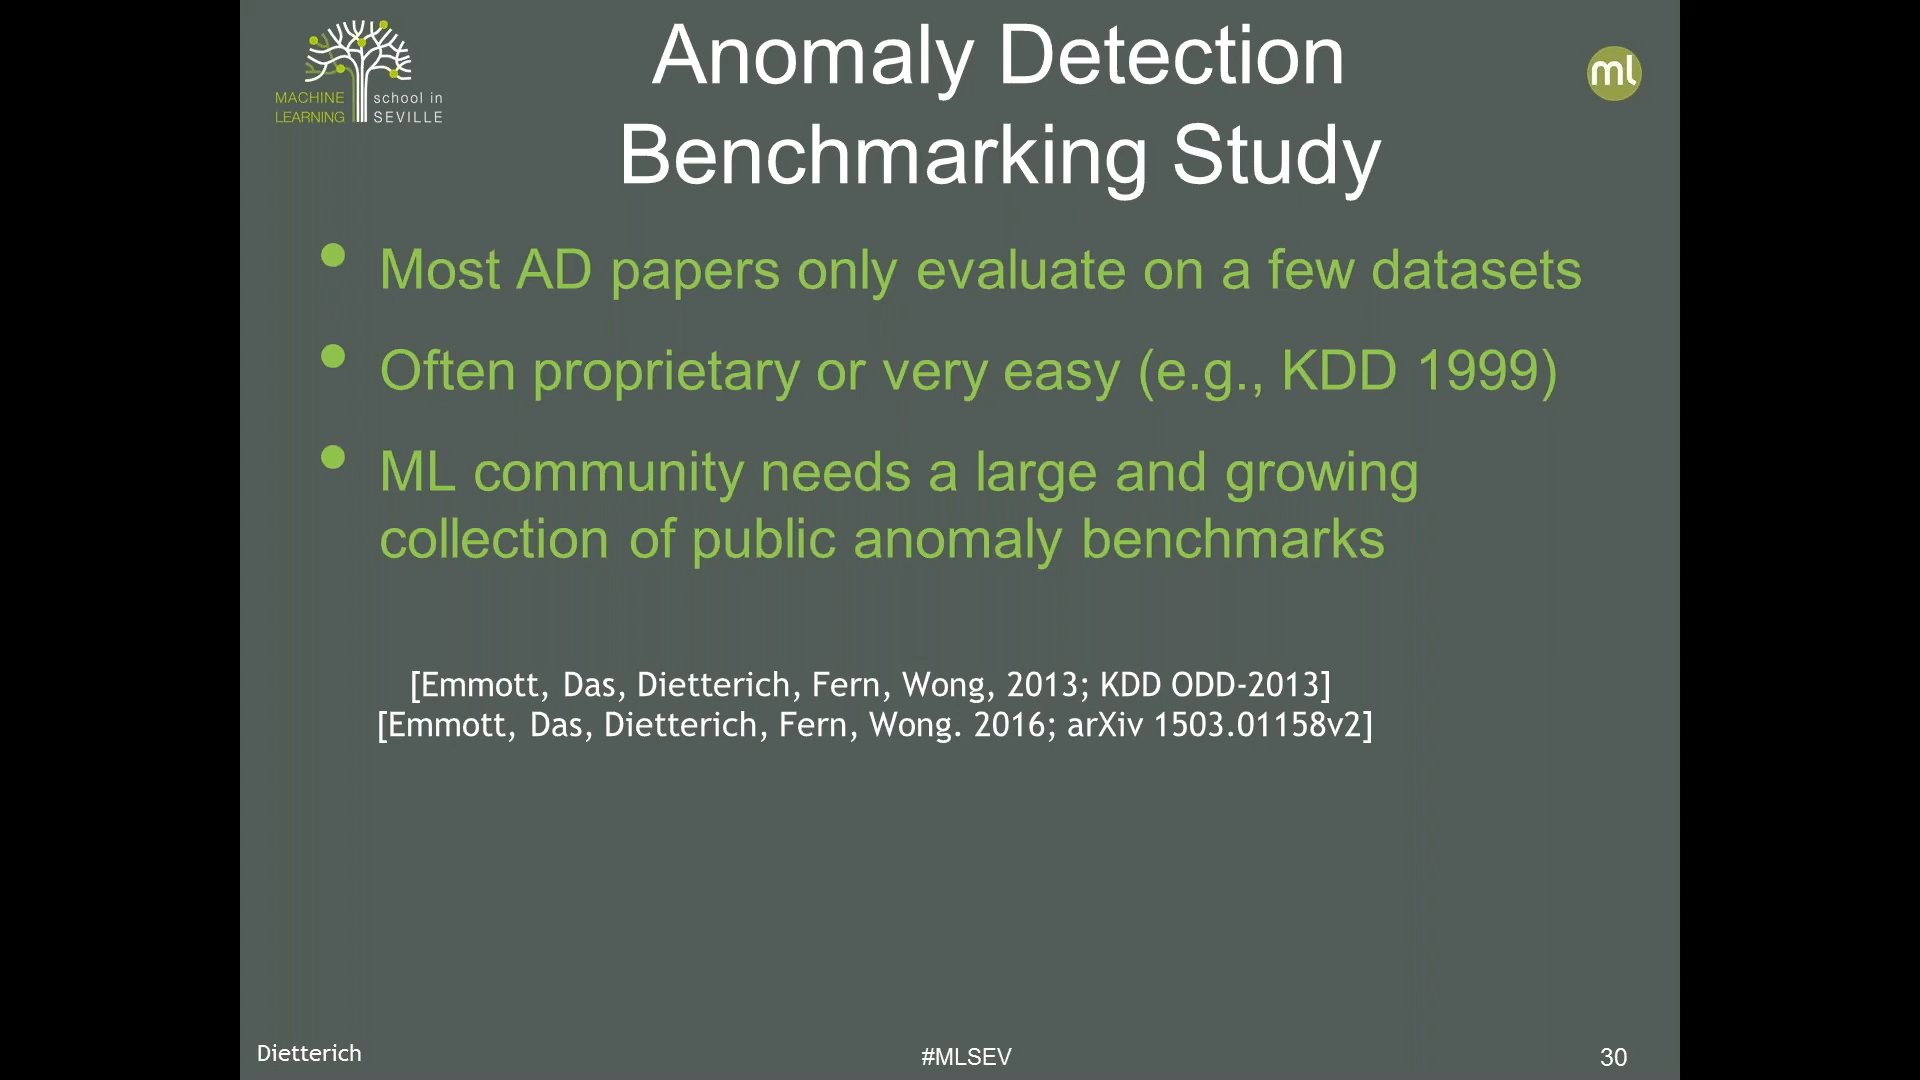 MACHINE school in
LEARNING SEVILLE
Anomaly Detection
Benchmarking Study
ml
• Most AD papers only evaluate on a few datasets
• Often proprietary or very easy (e.g., KDD 1999)
• ML community needs a large and growing
collection of public anomaly benchmarks
[Emmott, Das, Dietterich, Fern, Wong, 2013; KDD ODD-2013]
[Emmott, Das, Dietterich, Fern, Wong. 2016; arXiv 1503.01158v2]
Dietterich
#MLSEV
30